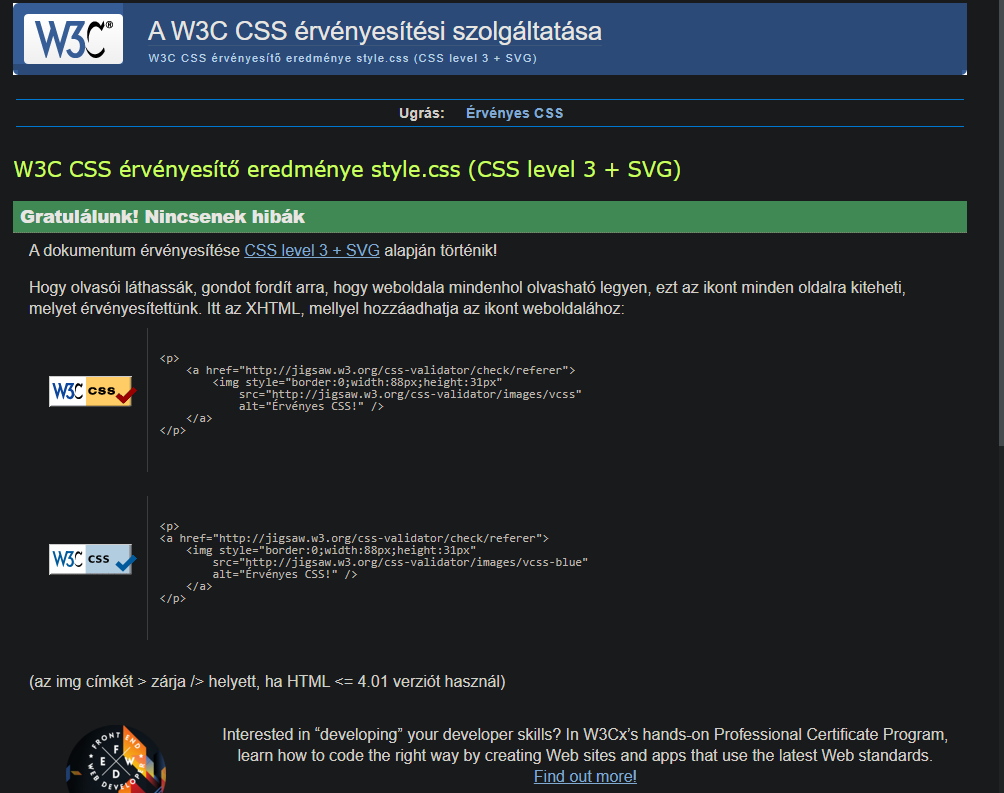 W3C®
A W3C CSS érvényesítési szolgáltatása
W3C CSS érvényesítő eredménye style.css (CSS level 3 + SVG)
Ugrás: Érvényes CSS
W3C CSS érvényesítő eredménye style.css (CSS level 3 + SVG)
Gratulálunk! Nincsenek hibák
A dokumentum érvényesítése CSS level 3 + SVG alapján történik!
Hogy olvasói láthassák, gondot fordít arra, hogy weboldala mindenhol olvasható legyen, ezt az ikont minden oldalra kiteheti,
melyet érvényesítettünk. Itt az XHTML, mellyel hozzáadhatja az ikont weboldalához:
W3C css
<p>
    <a href="http://jigsaw.w3.org/css-validator/check/referer">
        <img style="border:0;width:88px;height:31px"
            src="http://jigsaw.w3.org/css-validator/images/vcss"
            alt="Érvényes CSS!" />
    </a>
</p>
W3C css
<p>
<a href="http://jigsaw.w3.org/css-validator/check/referer">
    <img style="border:0;width:88px;height:31px"
        src="http://jigsaw.w3.org/css-validator/images/vcss-blue"
        alt="Érvényes CSS!" />
    </a>
</p>
(az img címkét > zárja /> helyett, ha HTML <= 4.01 verziót használ)
FRONT END
WEB DEVELOPER
F E W D
Interested in “developing” your developer skills? In W3Cx’s hands-on Professional Certificate Program,
learn how to code the right way by creating Web sites and apps that use the latest Web standards.
Find out more!